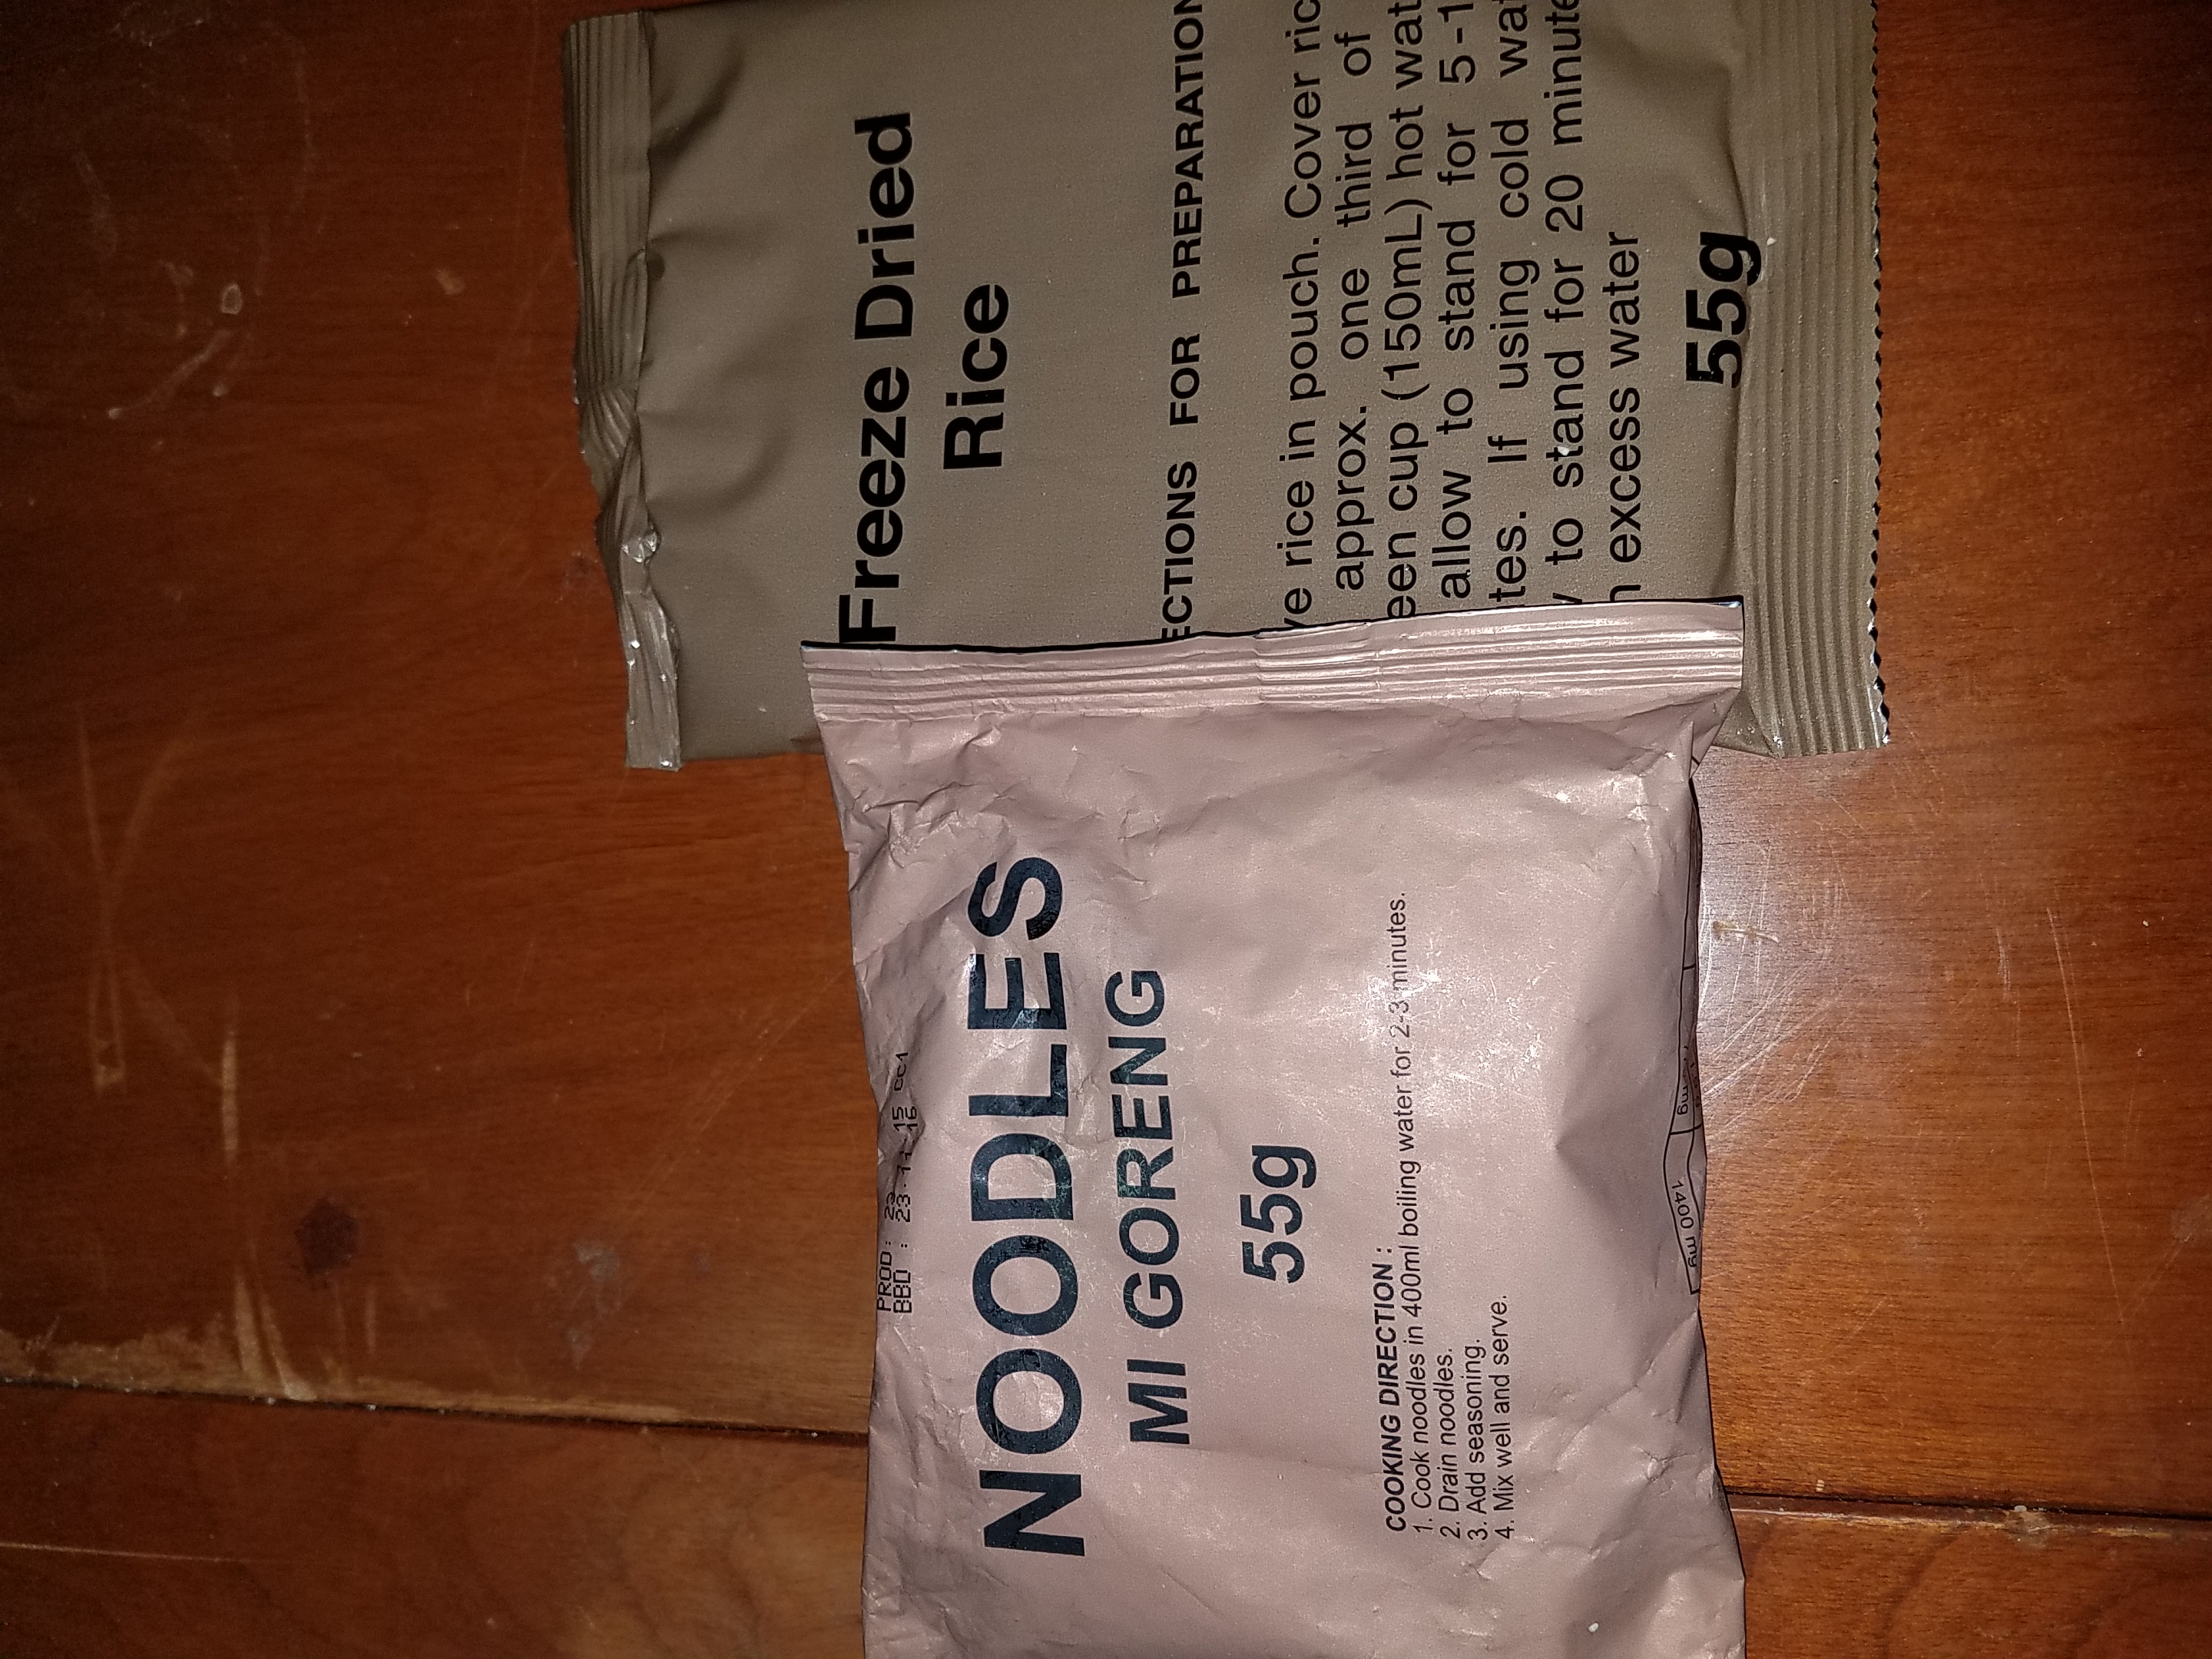 Freeze Dried
Rice
ECTIONS FOR PREPARATION
rice in pouch. Cover ric
approx. one third of
een cup (150mL) hot wat
allow to stand for 5-1
tes. If using cold wat
to stand for 20 minute
excess water
55g
PROD:
BBD : 23.11.16
NOODLES
MI GORENG
55g
COOKING DIRECTION :
1. Cook noodles in 400ml boiling water for 2-3 minutes.
2. Drain noodles.
3. Add seasoning.
4. Mix well and serve.
1400 mg